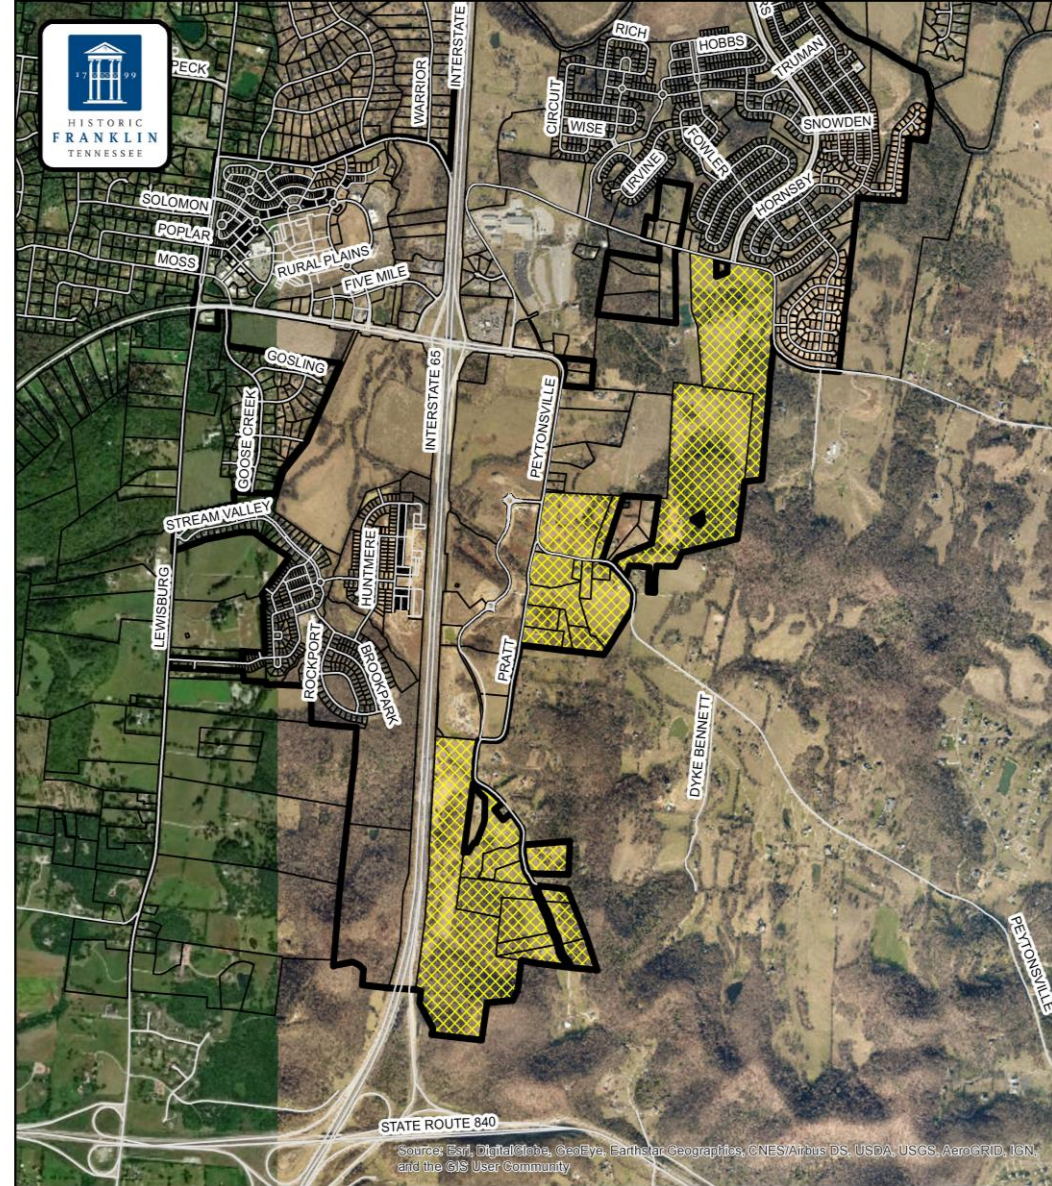 RS
RICH
HOBBS
TRUMAN
INTERSTATE
WARRIOR
PECK
CIRCUIT
WISE
SNOWDEN
FOWLER
IRVINE
HORNSBY
17 99
HISTORIC
FRANKLIN
TENNESSEE
SOLOMON
POPLAR
MOSS
RURAL PLAINS
FIVE MILE
GOSLING
GOOSE CREEK
INTERSTATE 65
PEYTONSVILLE
STREAM VALLEY
HUNTMERE
LEWISBURG
ROCKPORT
BROOKPARK
PRATT
DYKE BENNETT
PEYTONSVILLE
STATE ROUTE 840
Source: Esri, DigitalGlobe, GeoEye, Earthstar Geographics, CNES/Airbus DS, USDA, USGS, AeroGRID, IGN,
and the GIS User Community